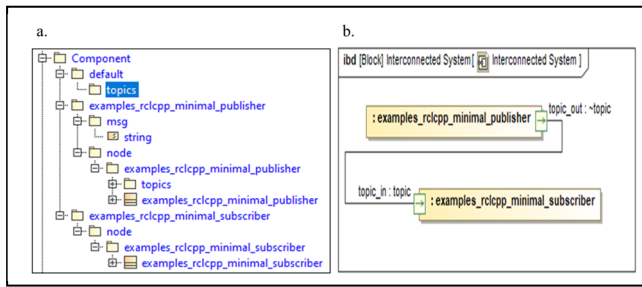 a.
Component
default
topics
examples_rclcpp_minimal_publisher
msg
string
node
examples_rclcpp_minimal_publisher
topics
examples_rclcpp_minimal_publisher
examples_rclcpp_minimal_subscriber
node
examples_rclcpp_minimal_subscriber
examples_rclcpp_minimal_subscriber
b.
ibd [Block] Interconnected System[ Interconnected System ]
topic_out : ~topic
: examples_rclcpp_minimal_publisher
topic_in : topic
: examples_rclcpp_minimal_subscriber